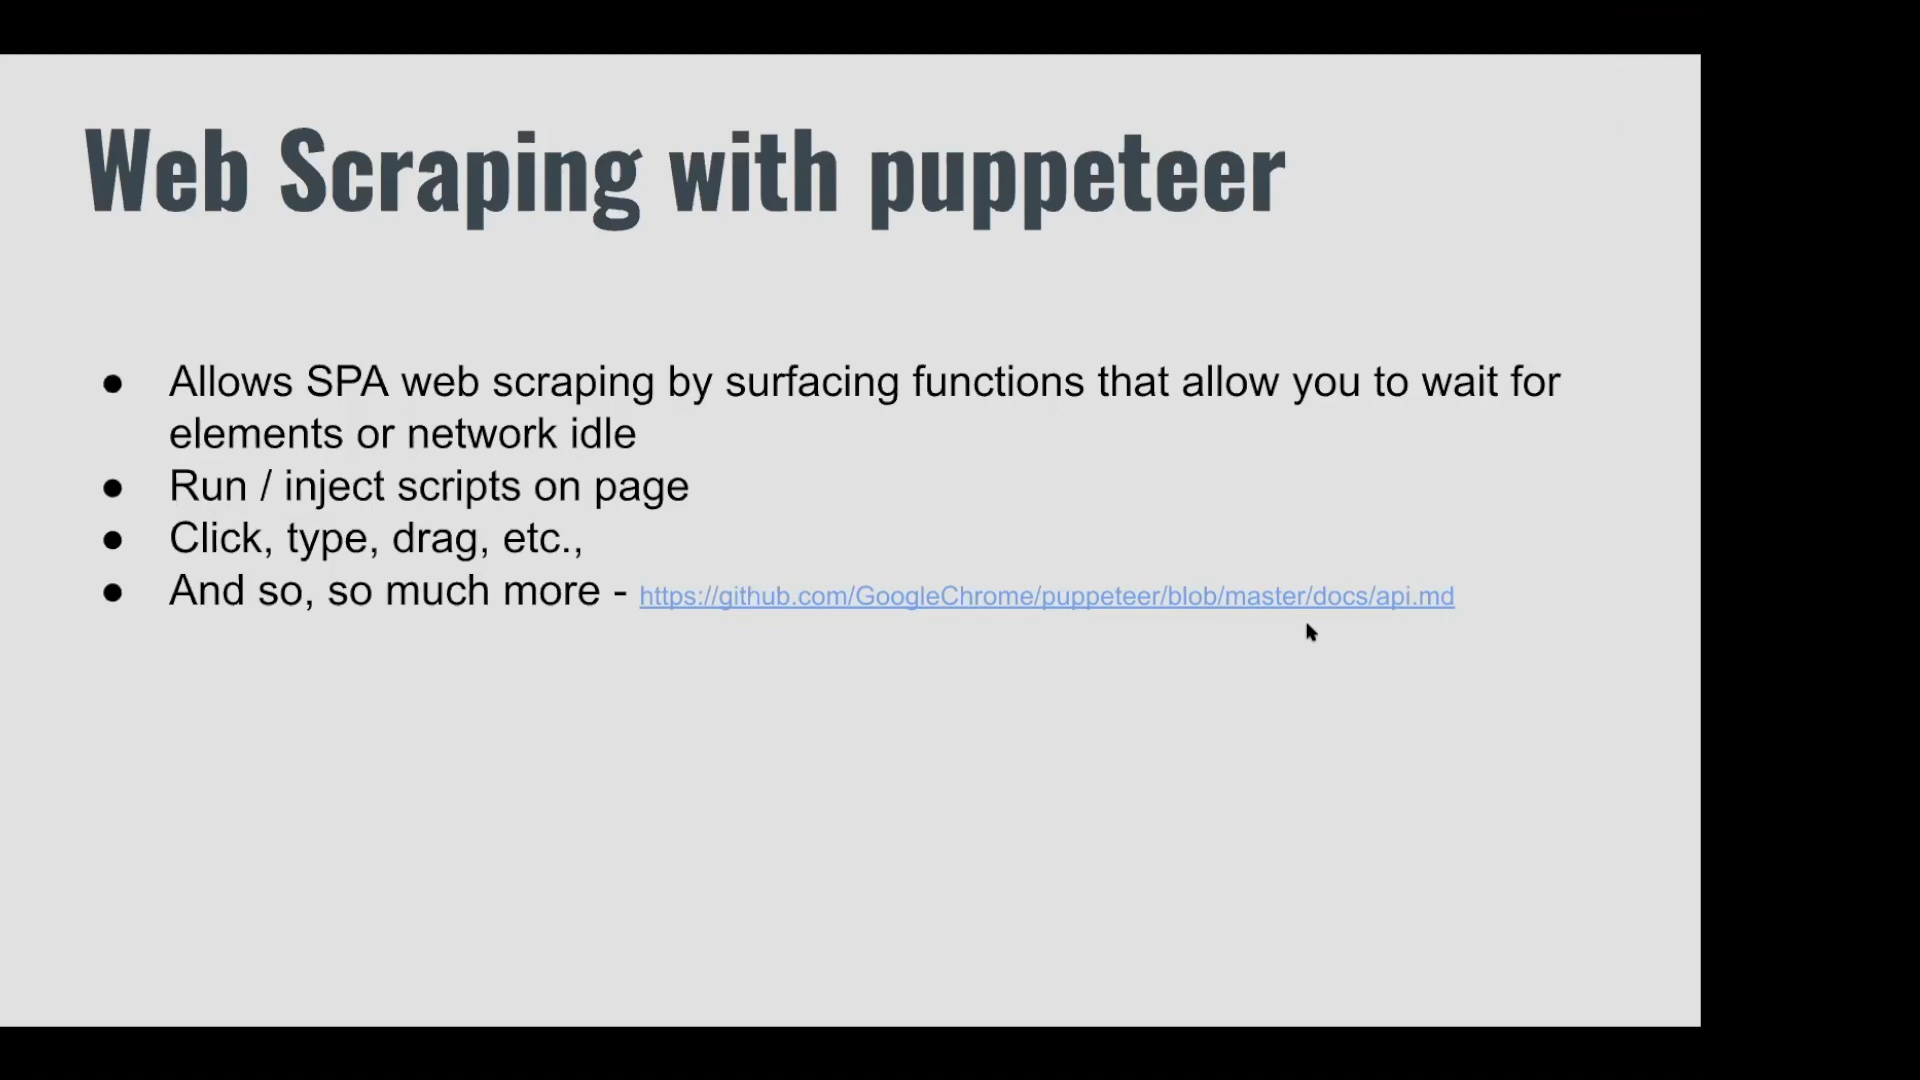 Web Scraping with puppeteer
● Allows SPA web scraping by surfacing functions that allow you to wait for
elements or network idle
● Run / inject scripts on page
● Click, type, drag, etc.,
● And so, so much more - https://github.com/GoogleChrome/puppeteer/blob/master/docs/api.md